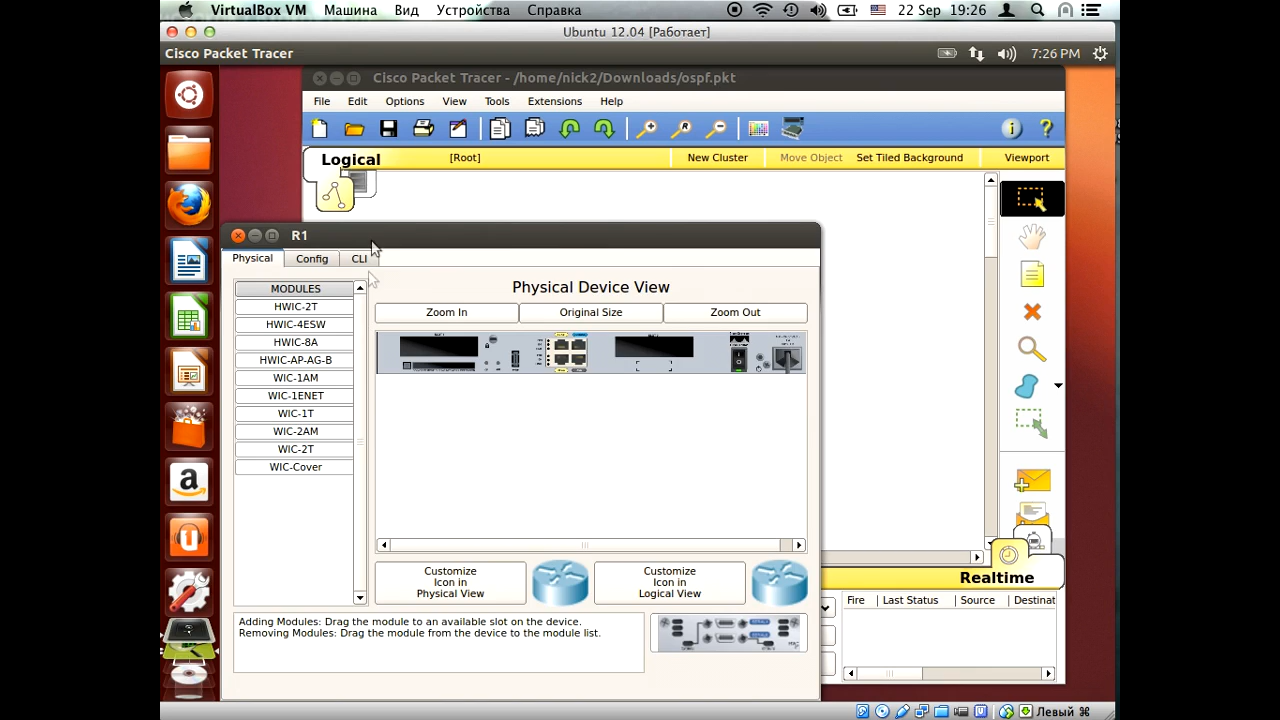 VirtualBox VM Машина Вид Устройства Справка 22 Sep 19:26
Ubuntu 12.04 [Работает]
Cisco Packet Tracer 7:26 PM
Cisco Packet Tracer - /home/nick2/Downloads/ospf.pkt
File Edit Options View Tools Extensions Help
Logical [Root] New Cluster Move Object Set Tiled Background Viewport
R1
Physical Config CLI
MODULES
HWIC-2T
HWIC-4ESW
HWIC-8A
HWIC-AP-AG-B
WIC-1AM
WIC-1ENET
WIC-1T
WIC-2AM
WIC-2T
WIC-Cover
Physical Device View
Zoom In Original Size Zoom Out
Customize
Icon in
Physical View
Customize
Icon in
Logical View
Adding Modules: Drag the module to an available slot on the device.
Removing Modules: Drag the module from the device to the module list.
Realtime
Fire Last Status Source Destinat
Левый ⌘